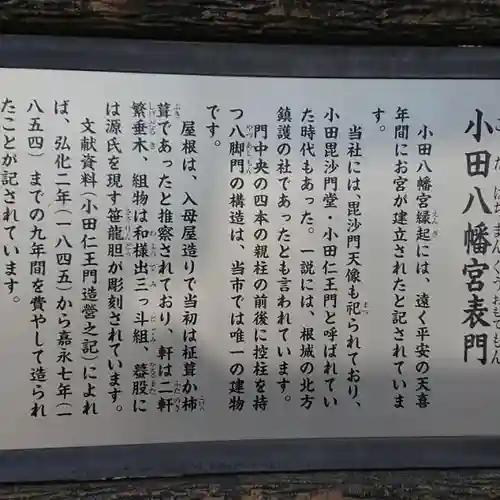 小田八幡宮表門
小田八幡宮縁起には、遠く平安の天喜
年間にお宮が建立されたと記されていま
す。
当社には毘沙門天像も祀られており、
小田毘沙門堂・小田仁王門と呼ばれてい
た時代もあった。一説には、根城の北方
鎮護の社であったとも言われています。
門中央の四本の親柱の前後に控柱を持
つ八脚門の構造は、当市では唯一の建物
です。
屋根は、入母屋造りで当初は柾葺か柿
葺であったと推察されており、軒は二軒
繁垂木、組物は和様出三っ斗組、蟇股に
は源氏を現す笹龍胆が彫刻されています。
文献資料（小田仁王門造営之記）によれ
ば、弘化二年（一八四五）から嘉永七年（一
八五四）までの九年間を費やして造られ
たことが記されています。